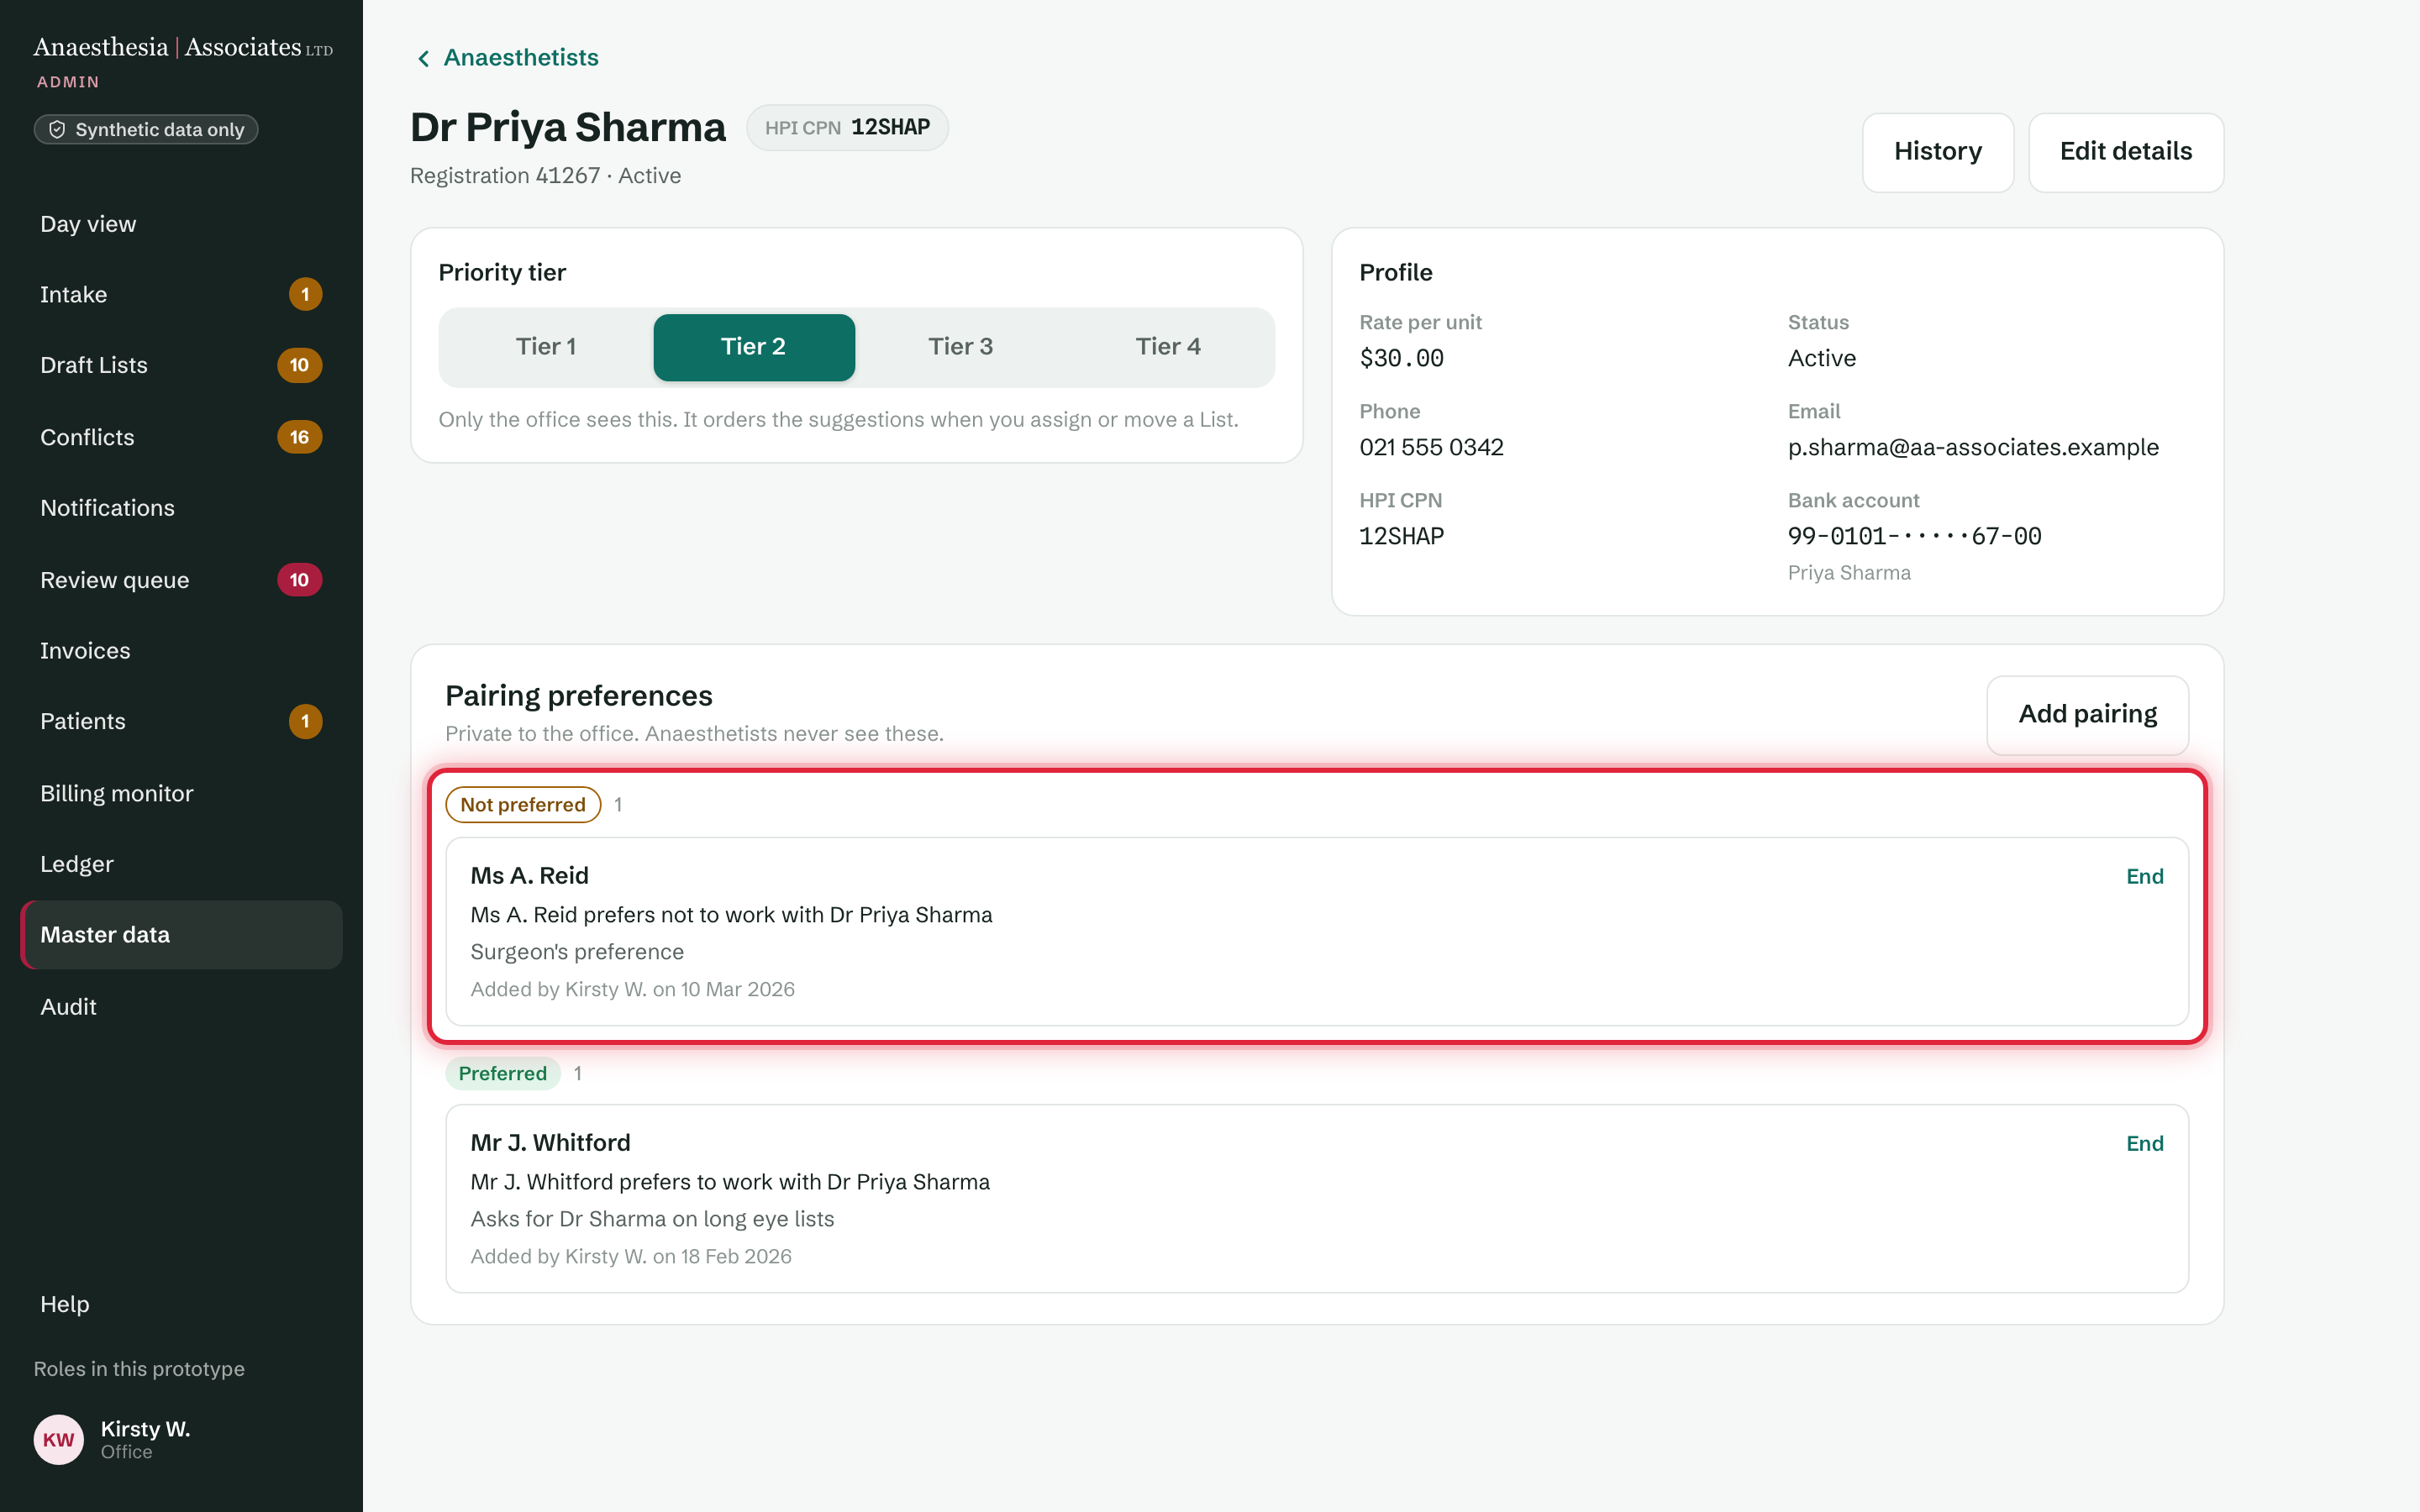 Anaesthesia | Associates LTD
ADMIN
Synthetic data only
Day view
Intake 1
Draft Lists 10
Conflicts 16
Notifications
Review queue 10
Invoices
Patients 1
Billing monitor
Ledger
Master data
Audit
Help
Roles in this prototype
KW
Kirsty W.
Office
Anaesthetists
Dr Priya Sharma HPI CPN 12SHAP
Registration 41267 · Active
History
Edit details
Priority tier
Tier 1 Tier 2 Tier 3 Tier 4
Only the office sees this. It orders the suggestions when you assign or move a List.
Profile
Rate per unit
$30.00
Status
Active
Phone
021 555 0342
Email
p.sharma@aa-associates.example
HPI CPN
12SHAP
Bank account
99-0101-·····67-00
Priya Sharma
Pairing preferences
Private to the office. Anaesthetists never see these.
Add pairing
Not preferred 1
Ms A. Reid
End
Ms A. Reid prefers not to work with Dr Priya Sharma
Surgeon's preference
Added by Kirsty W. on 10 Mar 2026
Preferred 1
Mr J. Whitford
End
Mr J. Whitford prefers to work with Dr Priya Sharma
Asks for Dr Sharma on long eye lists
Added by Kirsty W. on 18 Feb 2026